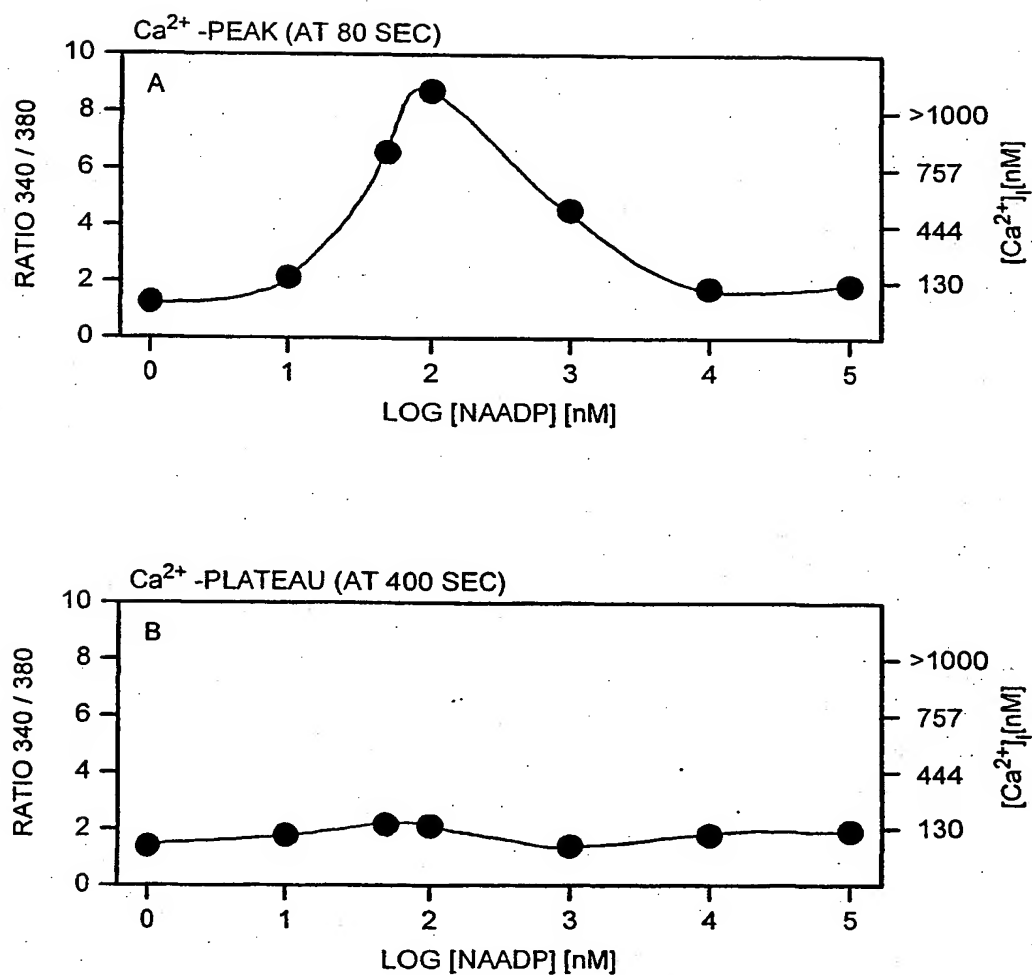 Ca2+ -PEAK (AT 80 SEC)
A
RATIO 340 / 380
10
8
6
4
2
0
>1000
757
444
130
[Ca2+]i[nM]
0 1 2 3 4 5
LOG [NAADP] [nM]
Ca2+ -PLATEAU (AT 400 SEC)
B
RATIO 340 / 380
10
8
6
4
2
0
>1000
757
444
130
[Ca2+]i[nM]
0 1 2 3 4 5
LOG [NAADP] [nM]